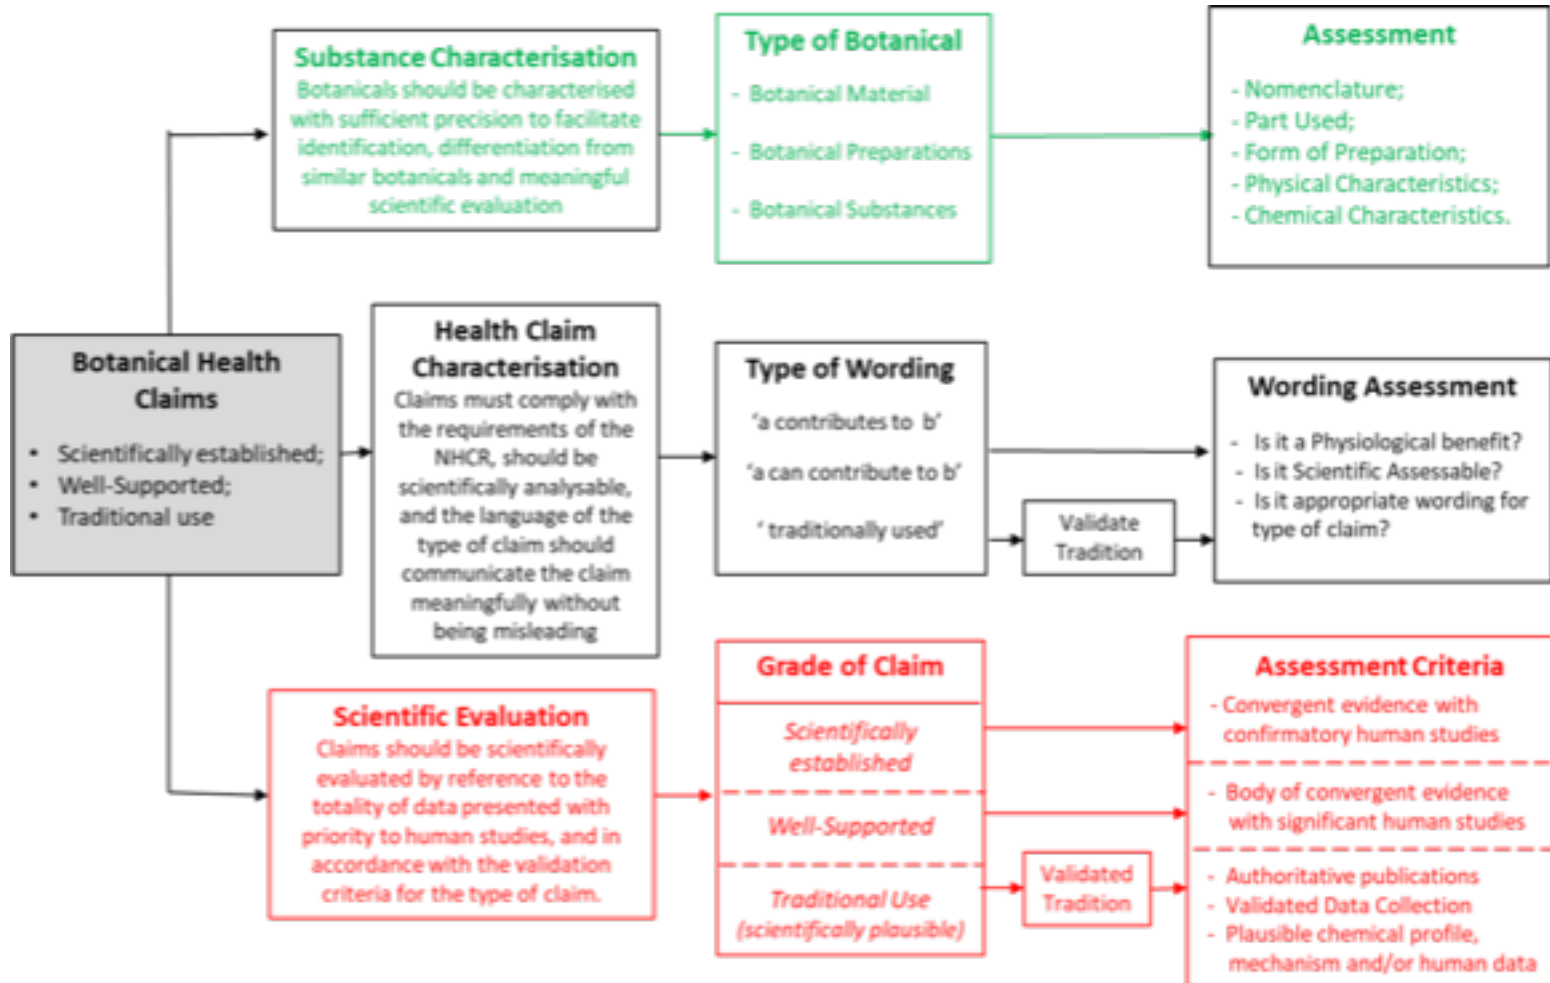 Substance Characterisation
Botanicals should be characterised
with sufficient precision to facilitate
identification, differentiation from
similar botanicals and meaningful
scientific evaluation
Type of Botanical
- Botanical Material
- Botanical Preparations
- Botanical Substances
Assessment
- Nomenclature;
- Part Used;
- Form of Preparation;
- Physical Characteristics;
- Chemical Characteristics.
Botanical Health
Claims
• Scientifically established;
• Well-Supported;
• Traditional use
Health Claim
Characterisation
Claims must comply with
the requirements of the
NHCR, should be
scientifically analysable,
and the language of the
type of claim should
communicate the claim
meaningfully without
being misleading
Type of Wording
'a contributes to b'
'a can contribute to b'
' traditionally used'
Validate
Tradition
Wording Assessment
- Is it a Physiological benefit?
- Is it Scientific Assessable?
- Is it appropriate wording for
type of claim?
Scientific Evaluation
Claims should be scientifically
evaluated by reference to the
totality of data presented with
priority to human studies, and in
accordance with the validation
criteria for the type of claim.
Grade of Claim
Scientifically
established
Well-Supported
Traditional Use
(scientifically plausible)
Validated
Tradition
Assessment Criteria
- Convergent evidence with
confirmatory human studies
- Body of convergent evidence
with significant human studies
- Authoritative publications
- Validated Data Collection
- Plausible chemical profile,
mechanism and/or human data